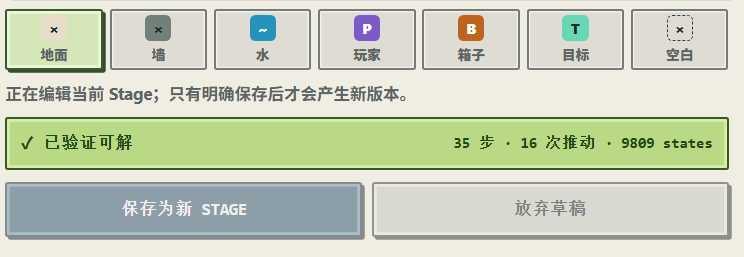 × × ~ P B T ×
地面 墙 水 玩家 箱子 目标 空白
正在编辑当前 Stage；只有明确保存后才会产生新版本。
✓ 已验证可解 35 步 · 16 次推动 · 9809 states
保存为新 STAGE 放弃草稿